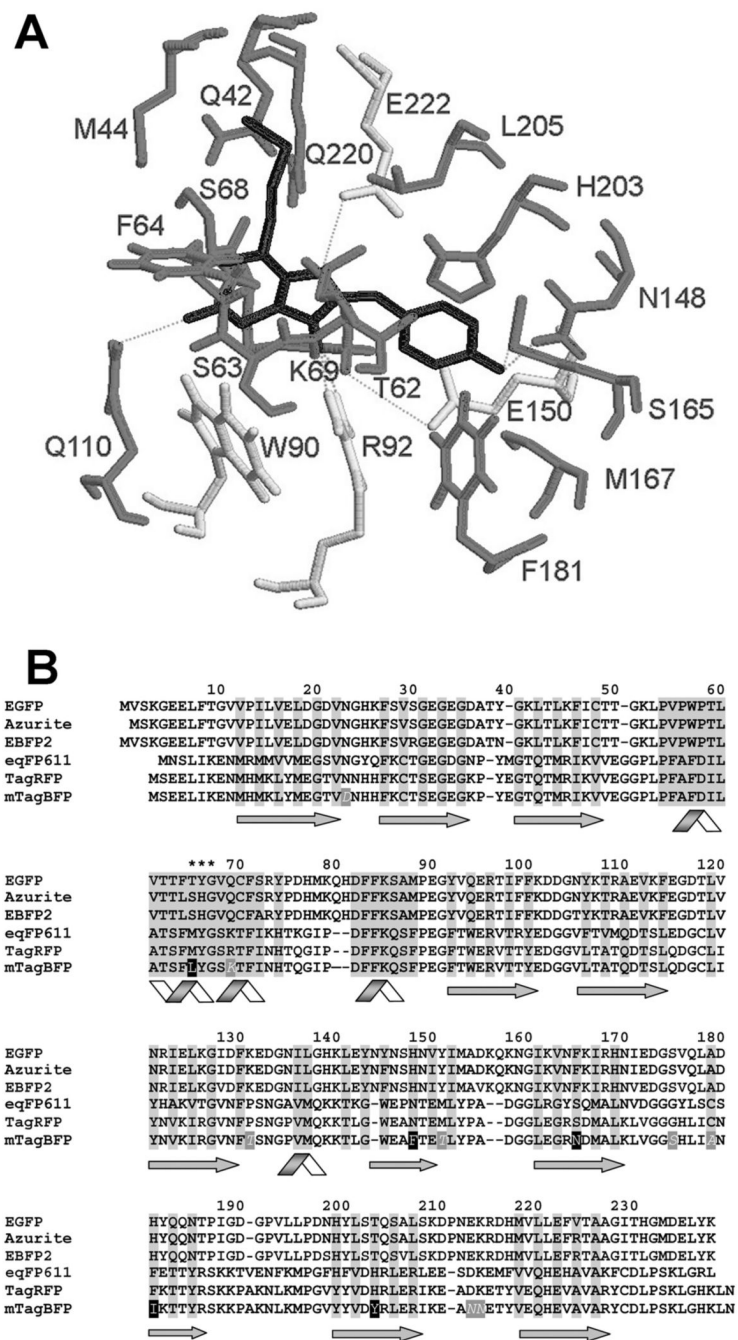 A
M44
Q42
E222
Q220
L205
S68
H203
F64
N148
S63
K69
T62
E150
S165
Q110
W90
R92
M167
F181
B
10 20 30 40 50 60
EGFP MVSKGEELFTGVVPILVELDGDVNGHKFSVSGEGEGDATY-GKLTLKFICTT-GKLPVPWPTL
Azurite MSKGEELFTGVVPILVELDGDVNGHKFSVSGEGEGDATY-GKLTLKFICTT-GKLPVPWPTL
EBFP2 MVSKGEELFTGVVPILVELDGDVNGHKFSVRGEGEGDATN-GKLTLKFICTT-GKLPVPWPTL
eqFP611 MNSLIKENMRMMVVMEGSVNGYQFKCTGEGDGNP-YMGTQTMRIKVVEGGPLPFAFDIL
TagRFP MSELIKENMHMKLYMEGTVNNHHFKCTSEGEGKP-YEGTQTMRIKVVEGGPLPFAFDIL
mTagBFP MSELIKENMHMKLYMEGTVDNHHFKCTSEGEGKP-YEGTQTMRIKVVEGGPLPFAFDIL
*** 70 80 90 100 110 120
EGFP VTTFTYGVQCFSRYPDHMKQHDFFKSAMPEGYVQERTIFFKDDGNYKTRAEVKFEGDTLV
Azurite VTTLSHGVQCFSRYPDHMKQHDFFKSAMPEGYVQERTIFFKDDGNYKTRAEVKFEGDTLV
EBFP2 VTTLSHGVQCFARYPDHMKQHDFFKSAMPEGYVQERTIFFKDDGTYKTRAEVKFEGDTLV
eqFP611 ATSFMYGSKTFIKHTKGIP--DFFKQSFPEGFTWERVTRYEDGGVFTVMQDTSLEDGCLV
TagRFP ATSFMYGSRTFINHTQGIP--DFFKQSFPEGFTWERVTTYEDGGVLTATQDTSLQDGCLI
mTagBFP ATSFLYGSKTFINHTQGIP--DFFKQSFPEGFTWERVTTYEDGGVLTATQDTSLQDGCLI
130 140 150 160 170 180
EGFP NRIELKGIDFKEDGNILGHKLEYNYNSHNVYIMADKQKNGIKVNFKIRHNIEDGSVQLAD
Azurite NRIELKGIDFKEDGNILGHKLEYNFNSHNVYIMADKQKNGIKVNFKIRHNIEDGSVQLAD
EBFP2 NRIELKGVDFKEDGNILGHKLEYNFNSHNIYIMAVKQKNGIKVNFKIRHNVEDGSVQLAD
eqFP611 YHAKVTGVNFPSNGAVMQKKTKG-WEPNTEMLYPA--DGGLRGYSQMALNVDGGGYLSCS
TagRFP YNVKIRGVNFPSNGPVMQKKTLG-WEANTEMLYPA--DGGLEGRSDMALKLVGGGHLICN
mTagBFP YNVKIRGVNFTSNGPVMQKKTLG-WEAFTETLYPA--DGGLEGRNDMALKLVGGSHLIAN
190 200 210 220 230
EGFP HYQQNTPIGD-GPVLLPDNHYLSTQSALSKDPNEKRDHMVLLEFVTAAGITHGMDELYK
Azurite HYQQNTPIGD-GPVLLPDNHYLSTQSALSKDPNEKRDHMVLLEFVTAAGITHGMDELYK
EBFP2 HYQQNTPIGD-GPVLLPDNHYLSTQSVLSKDPNEKRDHMVLLEFVTAAGITLGMDELYK
eqFP611 FETTYRSKKTVENFKMPGFHFVDHRLERLEE-SDKEMFVVQHEHAVAKFCDLPSKLGRL
TagRFP FKTTYRSKKPAKNLKMPGVYYVDHRLERIKE-ADKETYVEQHEVAVARYCDLPSKLGHKLN
mTagBFP IKTTYRSKKPAKNLKMPGVYYVDYRLERIKE-ANNETYVEQHEVAVARYCDLPSKLGHKLN